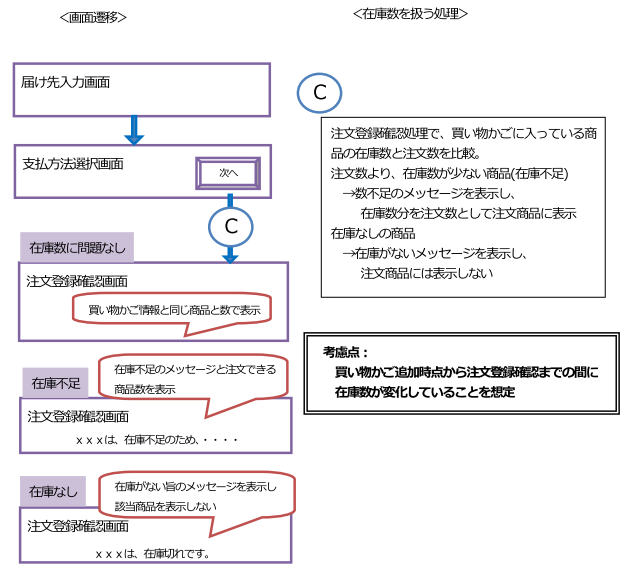 ＜画面遷移＞
届け先入力画面
支払方法選択画面
次へ
C
在庫数に問題なし
注文登録確認画面
買い物かご情報と同じ商品と数で表示
在庫不足
在庫不足のメッセージと注文できる
商品数を表示
注文登録確認画面
ｘｘｘは、在庫不足のため、・・・・
在庫なし
在庫がない旨のメッセージを表示し
該当商品を表示しない
注文登録確認画面
ｘｘｘは、在庫切れです。
＜在庫数を扱う処理＞
C
注文登録確認処理で、買い物かごに入っている商
品の在庫数と注文数を比較。
注文数より、在庫数が少ない商品(在庫不足)
→数不足のメッセージを表示し、
在庫数分を注文数として注文商品に表示
在庫なしの商品
→在庫がないメッセージを表示し、
注文商品には表示しない
考慮点：
買い物かご追加時点から注文登録確認までの間に
在庫数が変化していることを想定